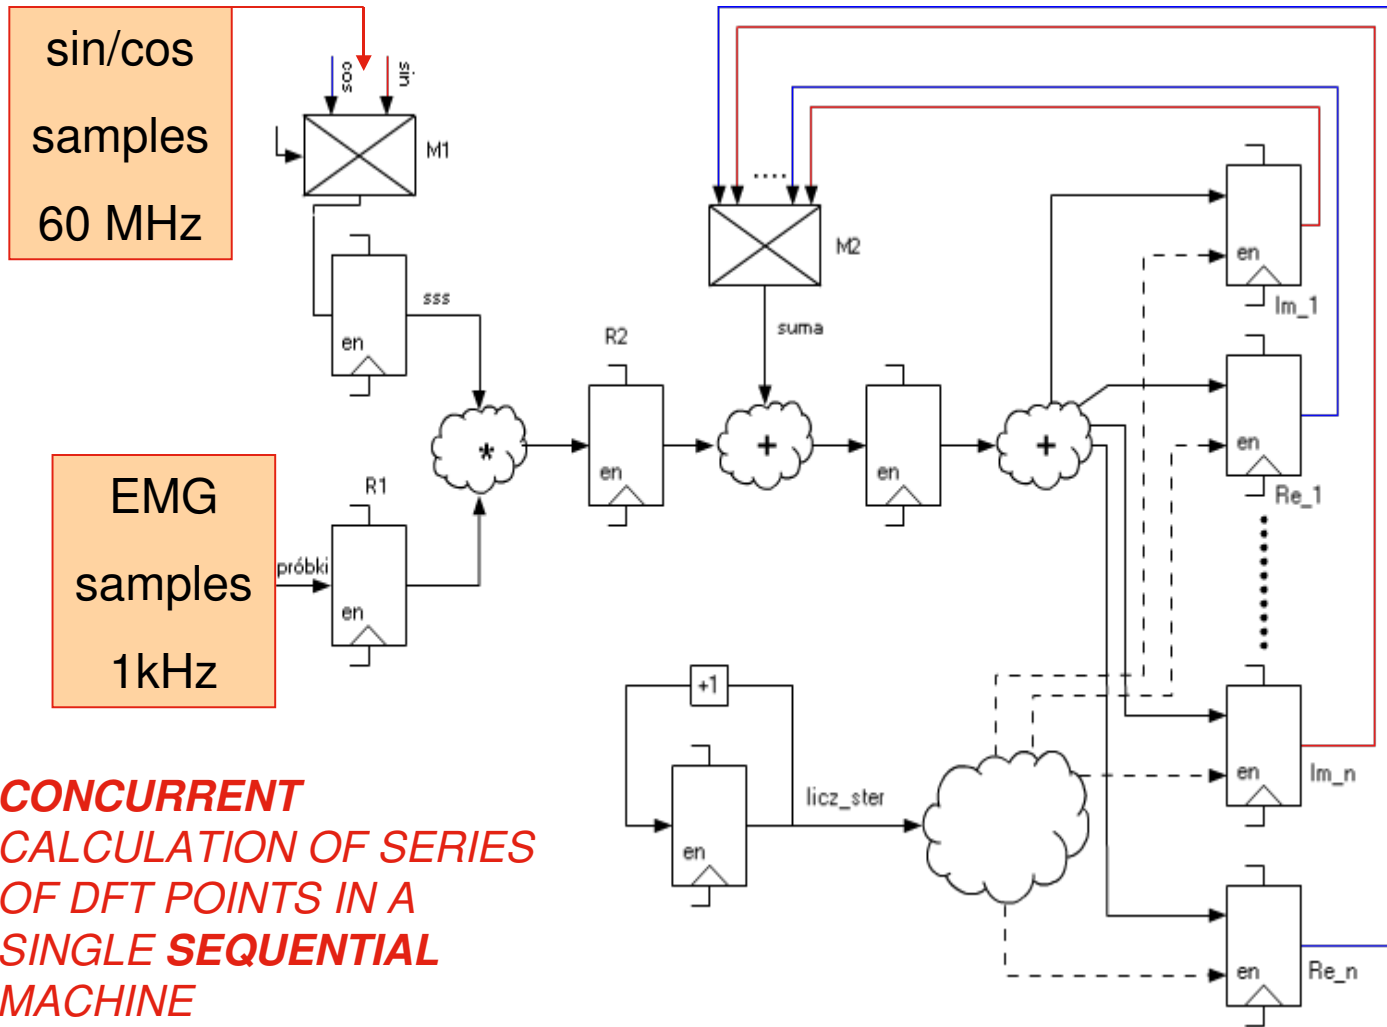 sin/cos
samples
60 MHz
cos
sin
M1
en
sss
*
EMG
samples
1kHz
próbki
R1
en
R2
en
....
M2
suma
+
en
+
en
Im_1
en
Re_1
en
Im_n
en
Re_n
+1
en
licz_ster
CONCURRENT
CALCULATION OF SERIES
OF DFT POINTS IN A
SINGLE SEQUENTIAL
MACHINE